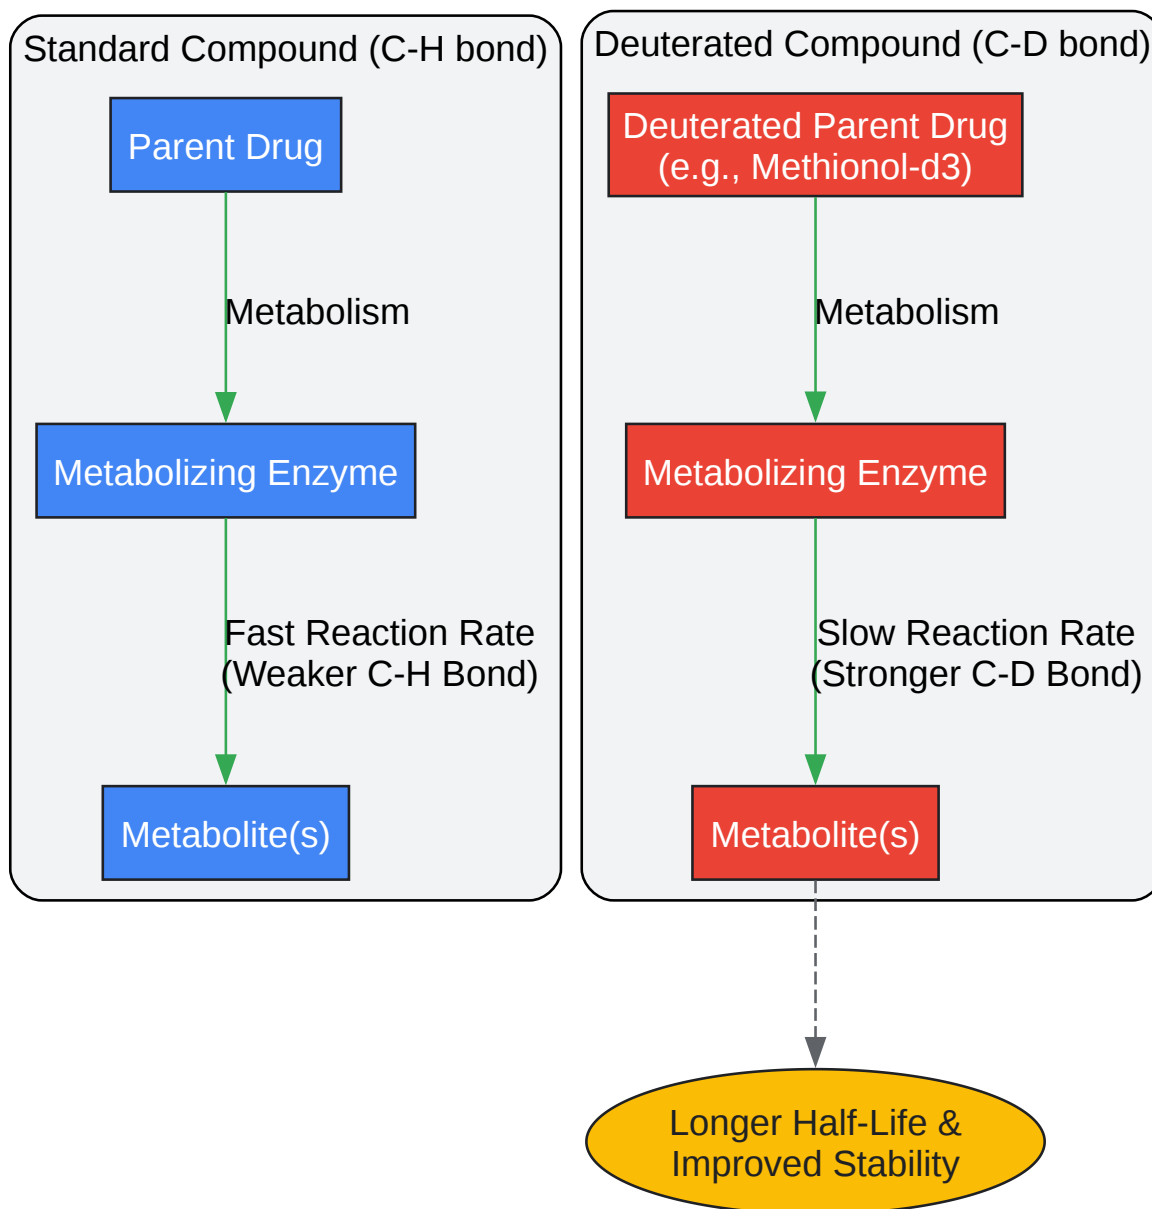 Standard Compound (C-H bond)
Parent Drug
Metabolism
Metabolizing Enzyme
Fast Reaction Rate
(Weaker C-H Bond)
Metabolite(s)
Deuterated Compound (C-D bond)
Deuterated Parent Drug
(e.g., Methionol-d3)
Metabolism
Metabolizing Enzyme
Slow Reaction Rate
(Stronger C-D Bond)
Metabolite(s)
Longer Half-Life &
Improved Stability